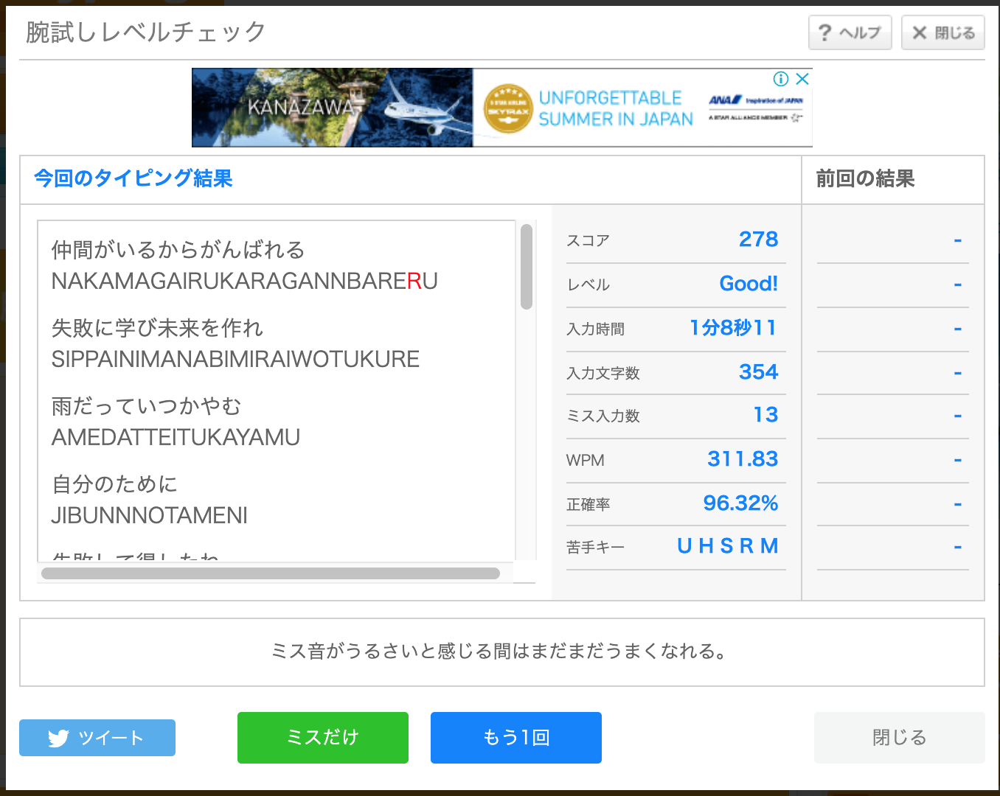 腕試しレベルチェック
? ヘルプ
× 閉じる
KANAZAWA
5 STAR AIRLINE
SKYTRAX
UNFORGETTABLE
SUMMER IN JAPAN
ANA Inspiration of JAPAN
A STAR ALLIANCE MEMBER
今回のタイピング結果
前回の結果
仲間がいるからがんばれる
NAKAMAGAIRUKARAGANNBARERU
失敗に学び未来を作れ
SIPPAINIMANABIMIRAIWOTUKURE
雨だっていつかやむ
AMEDATTEITUKAYAMU
自分のために
JIBUNNNOTAMENI
スコア 278 -
レベル Good! -
入力時間 1分8秒11 -
入力文字数 354 -
ミス入力数 13 -
WPM 311.83 -
正確率 96.32% -
苦手キー U H S R M -
ミス音がうるさいと感じる間はまだまだうまくなれる。
ツイート
ミスだけ
もう1回
閉じる